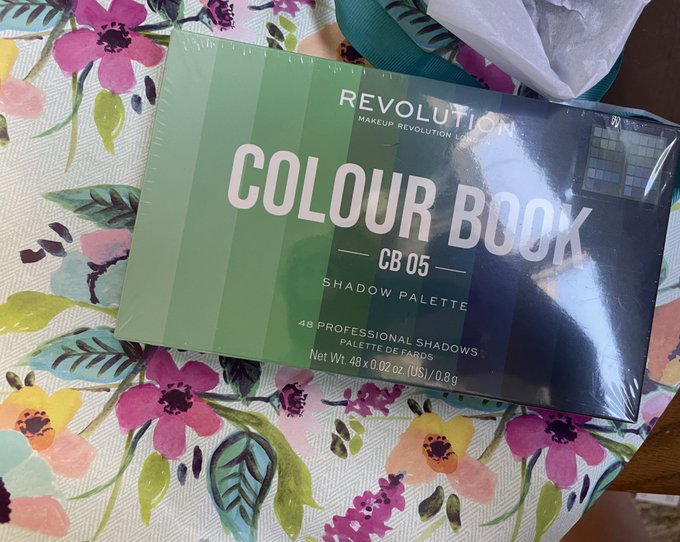 REVOLUTION
MAKEUP REVOLUTION LONDON
COLOUR BOOK
CB 05
SHADOW PALETTE
48 PROFESSIONAL SHADOWS
PALETTE DE FARDS
Net Wt. 48 x 0.02 oz. (US) / 0.8 g